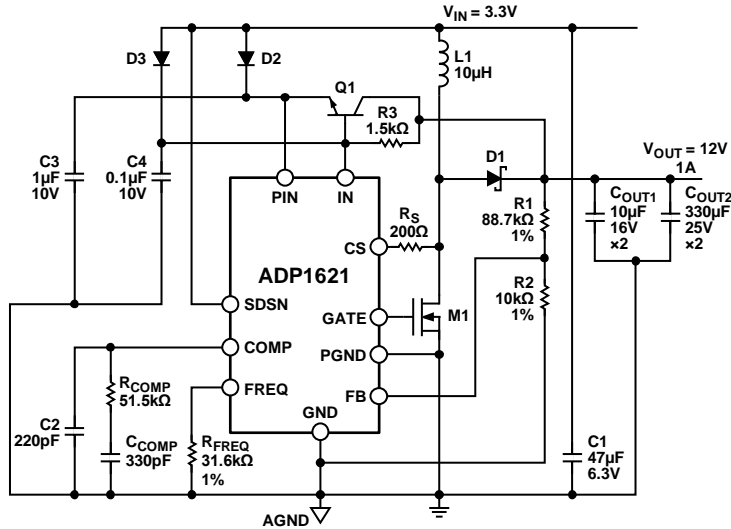 V_IN = 3.3V
D3
D2
L1
10µH
Q1
R3
1.5kΩ
C3
1µF
10V
C4
0.1µF
10V
D1
V_OUT = 12V
1A
PIN
IN
R_S
200Ω
CS
R1
88.7kΩ
1%
C_OUT1
10µF
16V
×2
C_OUT2
330µF
25V
×2
ADP1621
R2
10kΩ
1%
SDSN
GATE
M1
COMP
PGND
FREQ
FB
R_COMP
51.5kΩ
GND
C2
220pF
C_COMP
330pF
R_FREQ
31.6kΩ
1%
C1
47µF
6.3V
AGND